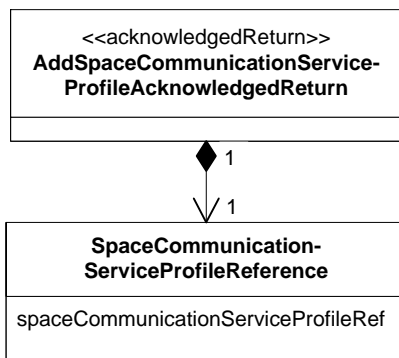 <<acknowledgedReturn>>
AddSpaceCommunicationService-
ProfileAcknowledgedReturn
1
1
SpaceCommunication-
ServiceProfileReference
spaceCommunicationServiceProfileRef